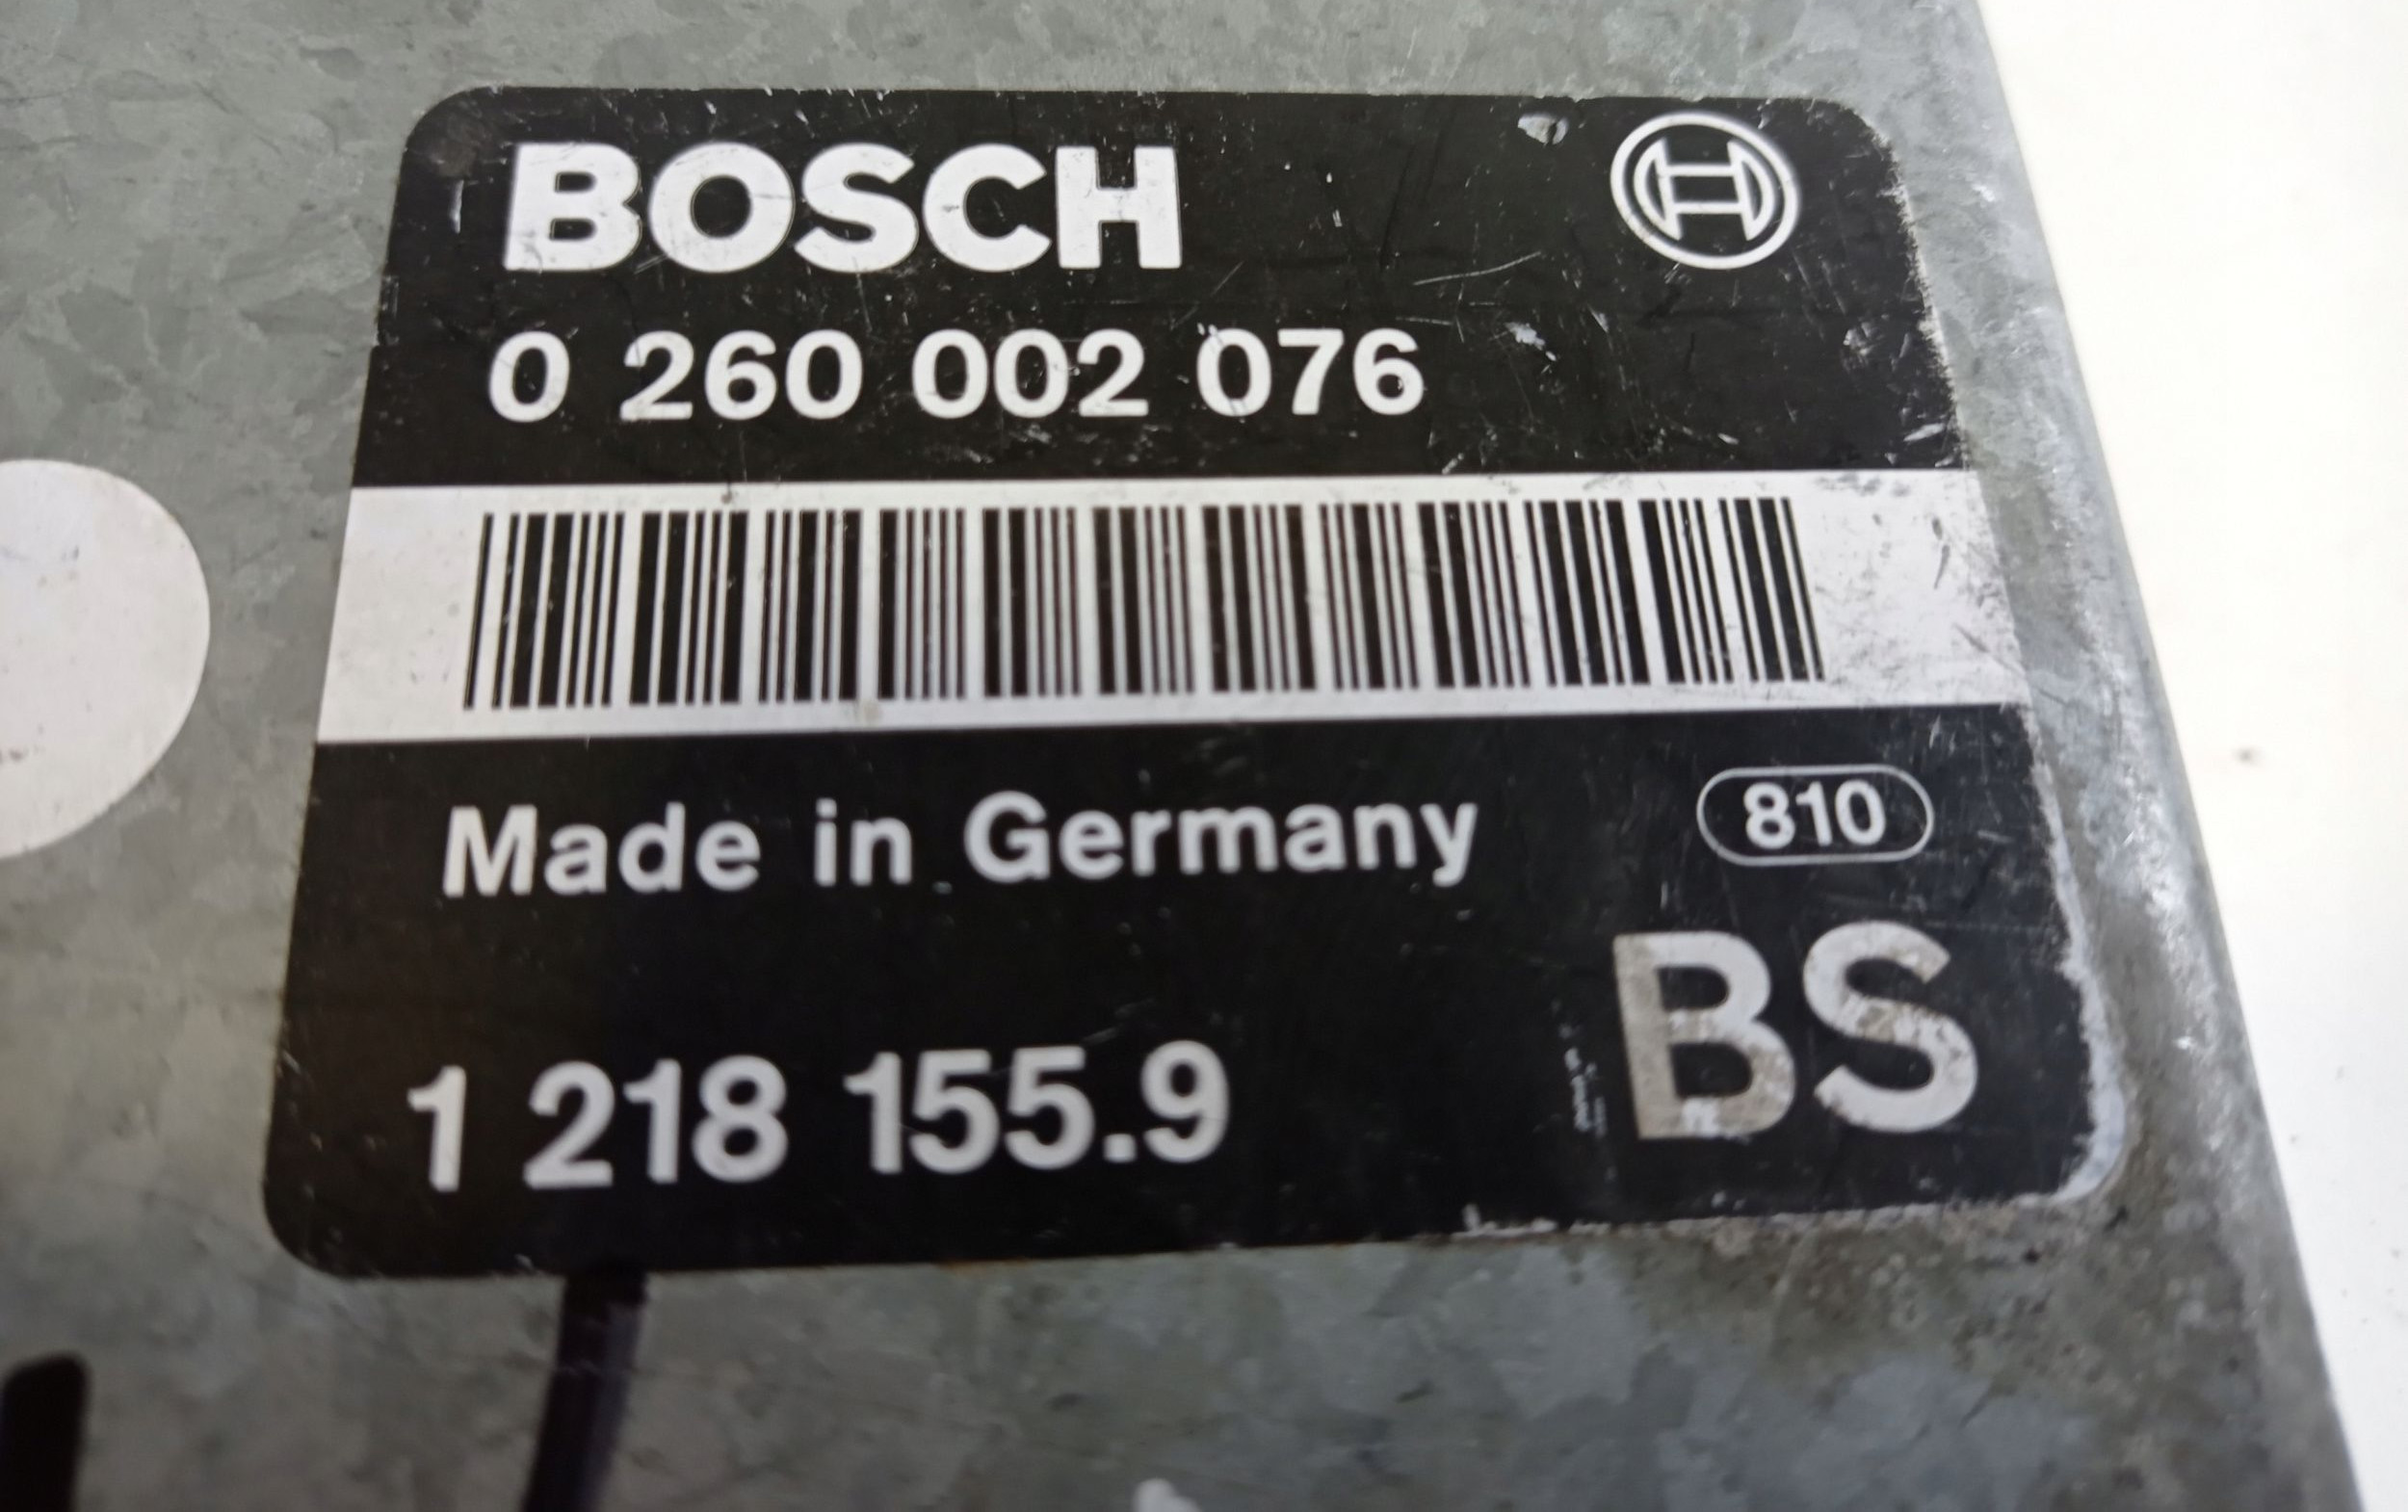 BOSCH
0 260 002 076
Made in Germany
810
BS
1 218 155.9